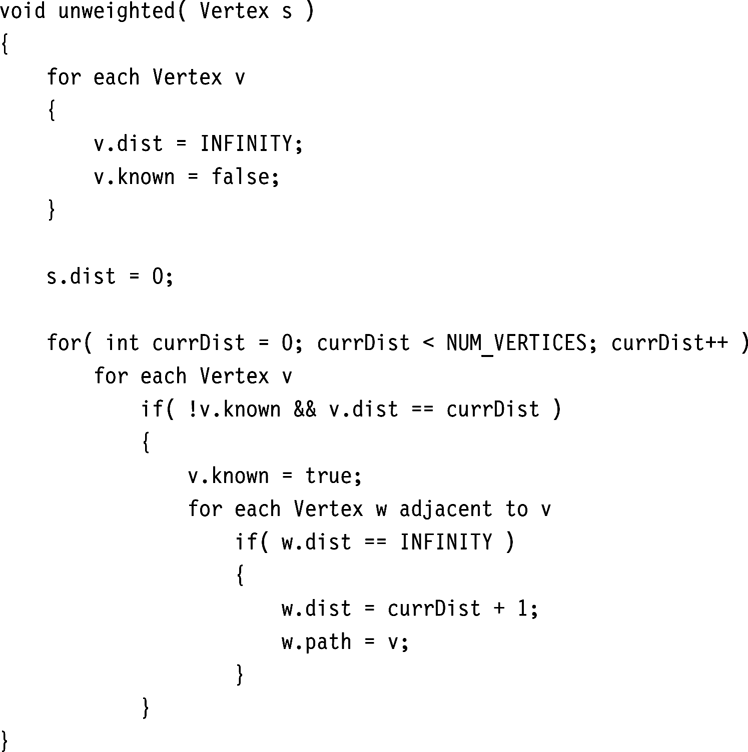 void unweighted( Vertex s )
{
    for each Vertex v
    {
        v.dist = INFINITY;
        v.known = false;
    }

    s.dist = 0;

    for( int currDist = 0; currDist < NUM_VERTICES; currDist++ )
        for each Vertex v
            if( !v.known && v.dist == currDist )
            {
                v.known = true;
                for each Vertex w adjacent to v
                    if( w.dist == INFINITY )
                    {
                        w.dist = currDist + 1;
                        w.path = v;
                    }
            }
}